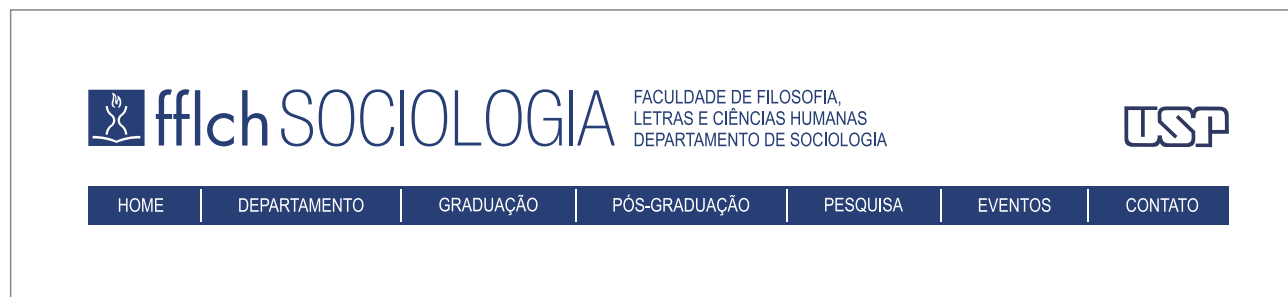 fflch SOCIOLOGIA
FACULDADE DE FILOSOFIA,
LETRAS E CIÊNCIAS HUMANAS
DEPARTAMENTO DE SOCIOLOGIA
USP
HOME DEPARTAMENTO GRADUAÇÃO PÓS-GRADUAÇÃO PESQUISA EVENTOS CONTATO